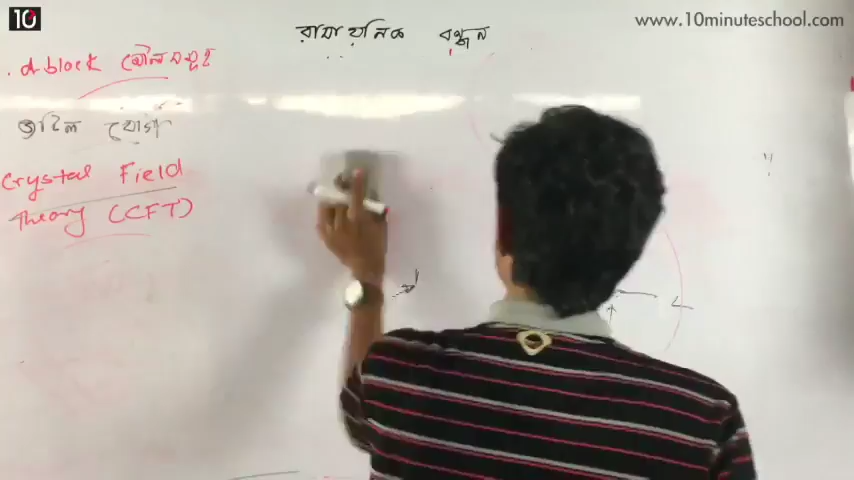 10
www.10minuteschool.com
রাসায়নিক বন্ধন
d-block মৌলসমূহ
জটিল যৌগ
Crystal Field
Theory (CFT)